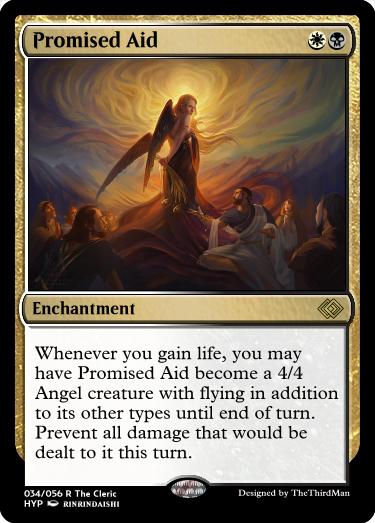 Promised Aid
Enchantment
Whenever you gain life, you may
have Promised Aid become a 4/4
Angel creature with flying in addition
to its other types until end of turn.
Prevent all damage that would be
dealt to it this turn.
034/056 R The Cleric
HYP RINRINDAISHI
Designed by TheThirdMan